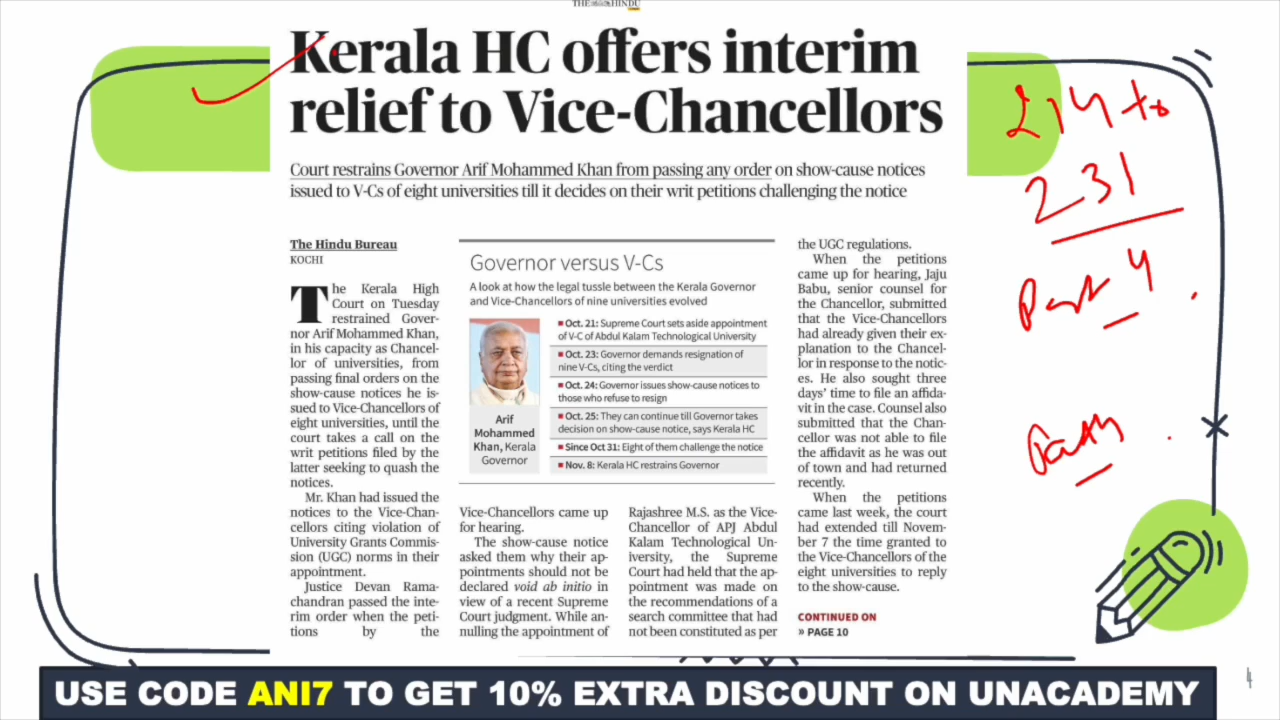 THE HINDU
Kerala HC offers interim
relief to Vice-Chancellors
Court restrains Governor Arif Mohammed Khan from passing any order on show-cause notices
issued to V-Cs of eight universities till it decides on their writ petitions challenging the notice
The Hindu Bureau
KOCHI
The Kerala High
Court on Tuesday
restrained Gover-
nor Arif Mohammed Khan,
in his capacity as Chancel-
lor of universities, from
passing final orders on the
show-cause notices he is-
sued to Vice-Chancellors of
eight universities, until the
court takes a call on the
writ petitions filed by the
latter seeking to quash the
notices.
Mr. Khan had issued the
notices to the Vice-Chan-
cellors citing violation of
University Grants Commis-
sion (UGC) norms in their
appointment.
Justice Devan Rama-
chandran passed the inte-
rim order when the peti-
tions by the
Governor versus V-Cs
A look at how the legal tussle between the Kerala Governor
and Vice-Chancellors of nine universities evolved
Arif
Mohammed
Khan, Kerala
Governor
Oct. 21: Supreme Court sets aside appointment
of V-C of Abdul Kalam Technological University
Oct. 23: Governor demands resignation of
nine V-Cs, citing the verdict
Oct. 24: Governor issues show-cause notices to
those who refuse to resign
Oct. 25: They can continue till Governor takes
decision on show-cause notice, says Kerala HC
Since Oct 31: Eight of them challenge the notice
Nov. 8: Kerala HC restrains Governor
Vice-Chancellors came up
for hearing.
The show-cause notice
asked them why their ap-
pointments should not be
declared void ab initio in
view of a recent Supreme
Court judgment. While an-
nulling the appointment of
Rajashree M.S. as the Vice-
Chancellor of APJ Abdul
Kalam Technological Un-
iversity, the Supreme
Court had held that the ap-
pointment was made on
the recommendations of a
search committee that had
not been constituted as per
the UGC regulations.
When the petitions
came up for hearing, Jaju
Babu, senior counsel for
the Chancellor, submitted
that the Vice-Chancellors
had already given their ex-
planation to the Chancel-
lor in response to the notic-
es. He also sought three
days' time to file an affida-
vit in the case. Counsel also
submitted that the Chan-
cellor was not able to file
the affidavit as he was out
of town and had returned
recently.
When the petitions
came last week, the court
had extended till Novem-
ber 7 the time granted to
the Vice-Chancellors of the
eight universities to reply
to the show-cause.
CONTINUED ON
» PAGE 10
214 to
231
Part 4
USE CODE ANI7 TO GET 10% EXTRA DISCOUNT ON UNACADEMY
4